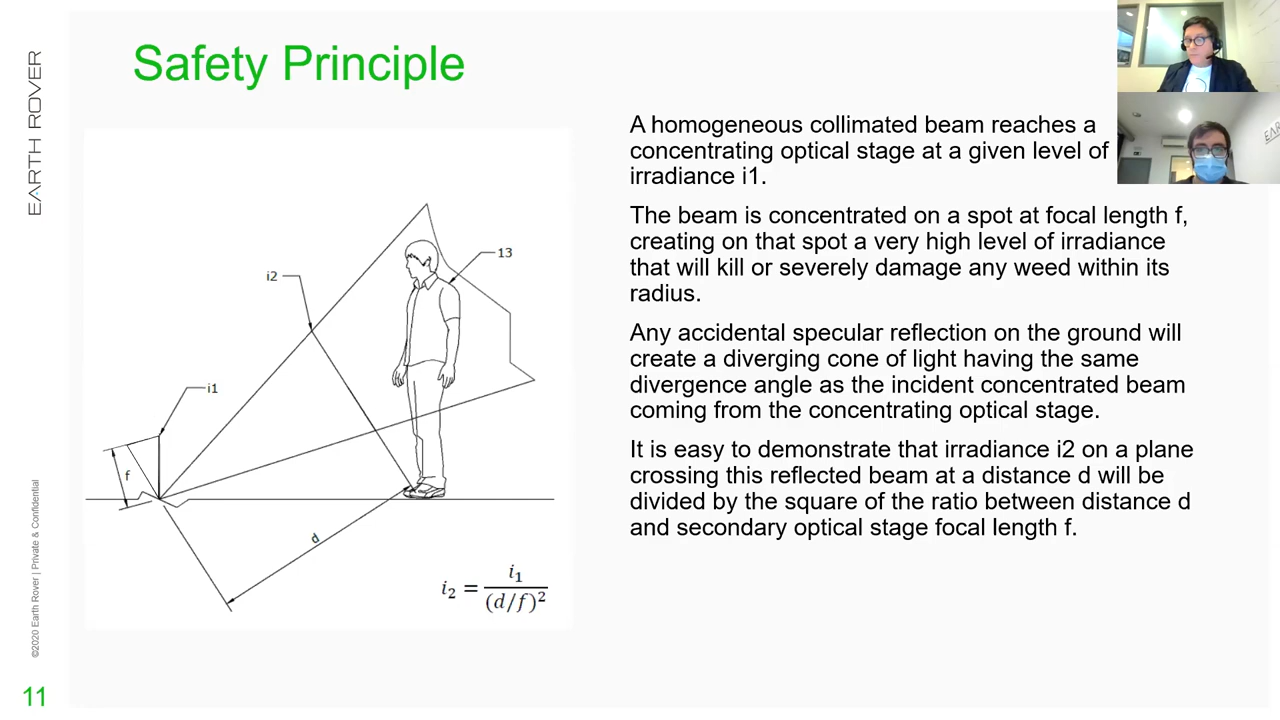 Safety Principle
EARTH ROVER
A homogeneous collimated beam reaches a
concentrating optical stage at a given level of
irradiance i1.
The beam is concentrated on a spot at focal length f,
creating on that spot a very high level of irradiance
that will kill or severely damage any weed within its
radius.
Any accidental specular reflection on the ground will
create a diverging cone of light having the same
divergence angle as the incident concentrated beam
coming from the concentrating optical stage.
It is easy to demonstrate that irradiance i2 on a plane
crossing this reflected beam at a distance d will be
divided by the square of the ratio between distance d
and secondary optical stage focal length f.
13
i2
i1
f
d
i₂ = i₁/(d/f)²
©2020 Earth Rover | Private & Confidential
11
EAR